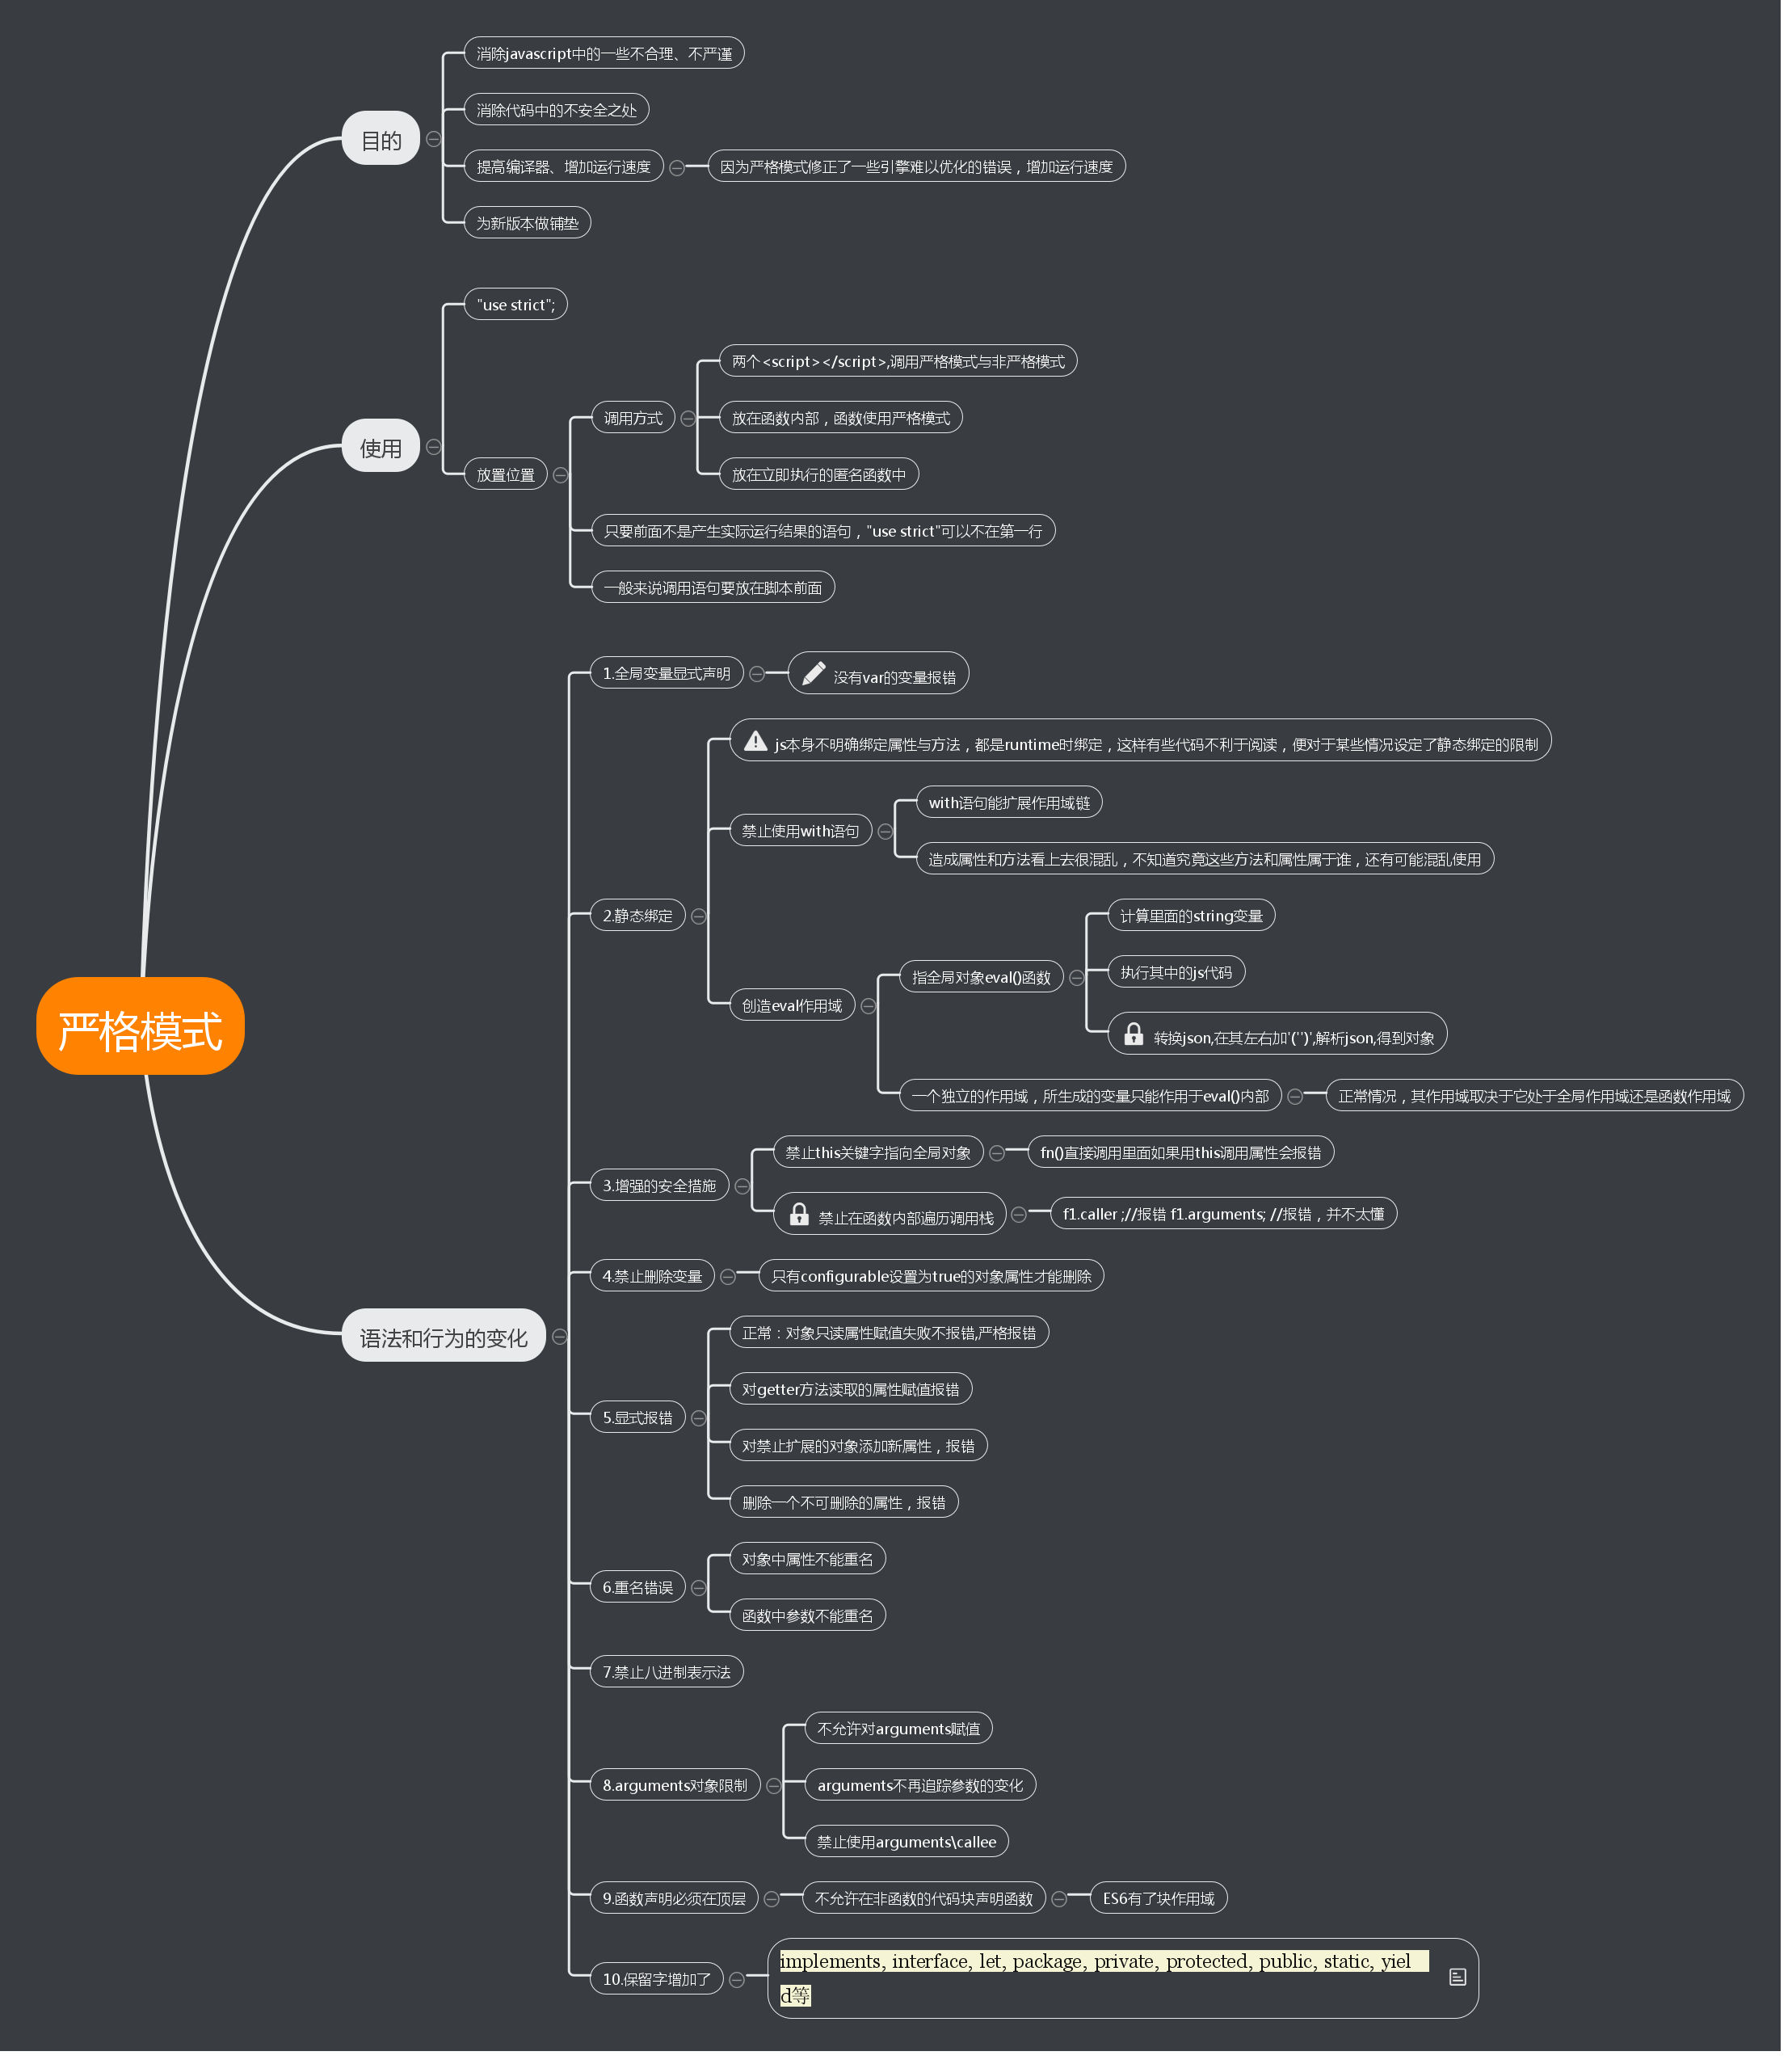 严格模式
目的
消除javascript中的一些不合理、不严谨
消除代码中的不安全之处
提高编译器、增加运行速度
因为严格模式修正了一些引擎难以优化的错误，增加运行速度
为新版本做铺垫
使用
"use strict";
放置位置
调用方式
两个<script></script>,调用严格模式与非严格模式
放在函数内部，函数使用严格模式
放在立即执行的匿名函数中
只要前面不是产生实际运行结果的语句，"use strict"可以不在第一行
一般来说调用语句要放在脚本前面
语法和行为的变化
1.全局变量显式声明
没有var的变量报错
2.静态绑定
js本身不明确绑定属性与方法，都是runtime时绑定，这样有些代码不利于阅读，便对于某些情况设定了静态绑定的限制
禁止使用with语句
with语句能扩展作用域链
造成属性和方法看上去很混乱，不知道究竟这些方法和属性属于谁，还有可能混乱使用
创造eval作用域
指全局对象eval()函数
计算里面的string变量
执行其中的js代码
转换json,在其左右加'('')',解析json,得到对象
一个独立的作用域，所生成的变量只能作用于eval()内部
正常情况，其作用域取决于它处于全局作用域还是函数作用域
3.增强的安全措施
禁止this关键字指向全局对象
fn()直接调用里面如果用this调用属性会报错
禁止在函数内部遍历调用栈
f1.caller ;//报错 f1.arguments; //报错，并不太懂
4.禁止删除变量
只有configurable设置为true的对象属性才能删除
5.显式报错
正常：对象只读属性赋值失败不报错,严格报错
对getter方法读取的属性赋值报错
对禁止扩展的对象添加新属性，报错
删除一个不可删除的属性，报错
6.重名错误
对象中属性不能重名
函数中参数不能重名
7.禁止八进制表示法
8.arguments对象限制
不允许对arguments赋值
arguments不再追踪参数的变化
禁止使用arguments\callee
9.函数声明必须在顶层
不允许在非函数的代码块声明函数
ES6有了块作用域
10.保留字增加了
implements, interface, let, package, private, protected, public, static, yiel
d等